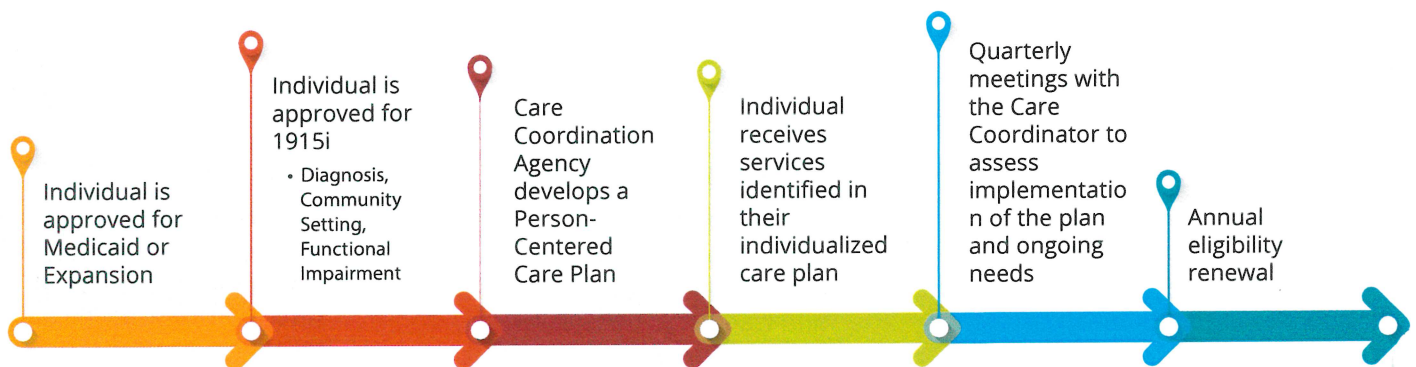 Individual is
approved for
Medicaid or
Expansion
Individual is
approved for
1915i
• Diagnosis,
Community
Setting,
Functional
Impairment
Care
Coordination
Agency
develops a
Person-
Centered
Care Plan
Individual
receives
services
identified in
their
individualized
care plan
Quarterly
meetings with
the Care
Coordinator to
assess
implementatio
n of the plan
and ongoing
needs
Annual
eligibility
renewal